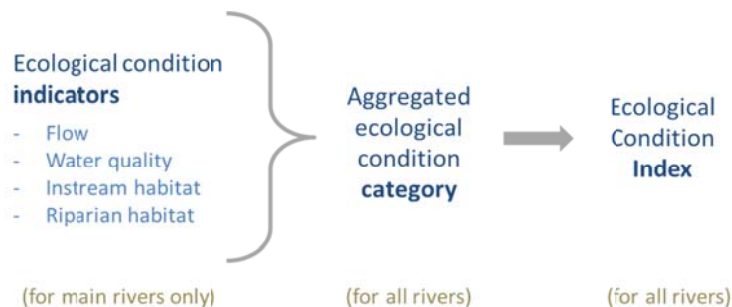 Ecological condition
indicators
- Flow
- Water quality
- Instream habitat
- Riparian habitat
(for main rivers only)
Aggregated
ecological
condition
category
(for all rivers)
Ecological
Condition
Index
(for all rivers)